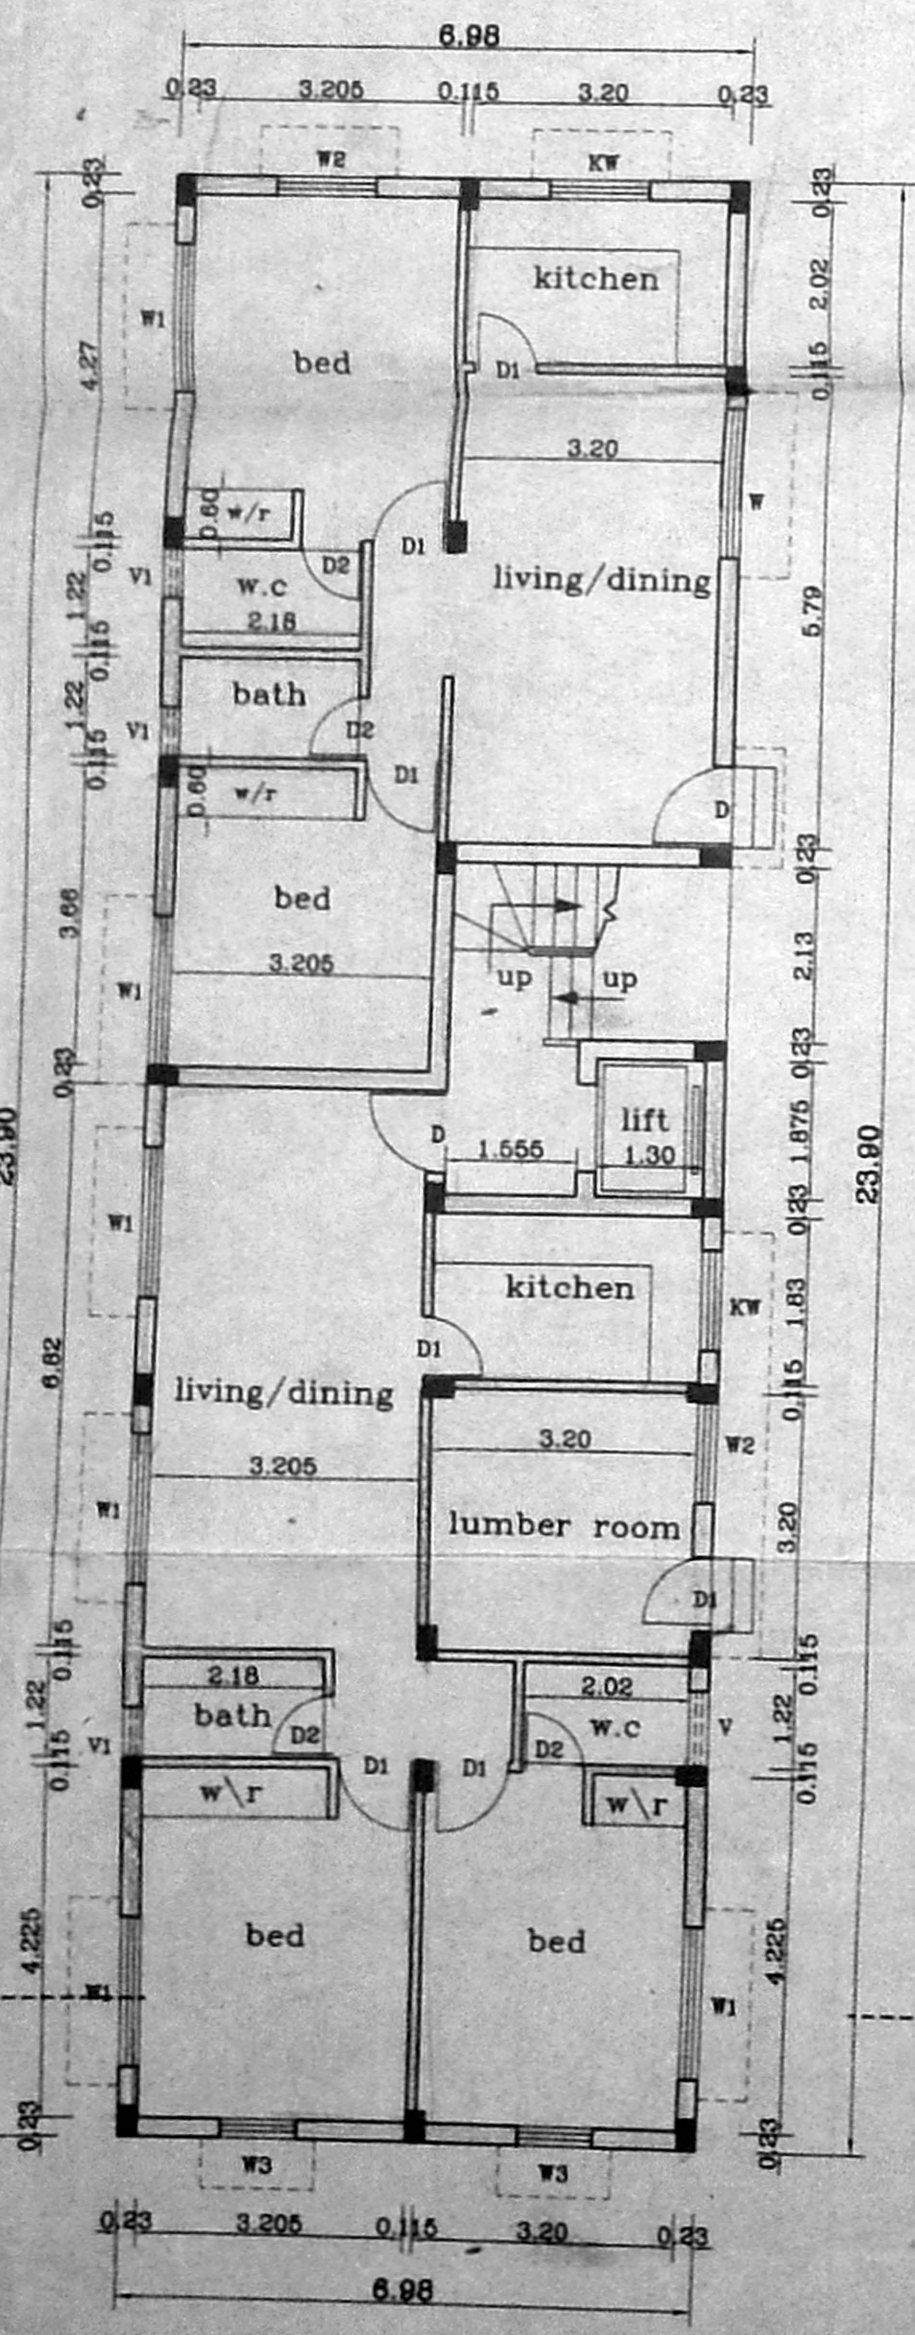 6.98
0.23 3.205 0.115 3.20 0.23
W2 KW
0.23 0.23
kitchen
2.02
W1
bed
4.27
D1
0.115
3.20
W
0.60 w/r
D1
0.115
V1 D2
living/dining
w.c
1.22
5.79
2.18
0.115
bath
1.22
V1 D2
0.115
D1
0.60 w/r
D
0.23
bed
3.66
2.13
3.205
up up
W1
0.23
0.23
lift
1.875
D
1.555 1.30
23.90
23.90
W1
0.23
kitchen
KW
1.83
D1
6.82
0.115
living/dining
3.20
W2
3.205
W1
lumber room
3.20
D1
0.115
0.115
2.18
2.02
1.22
bath
w.c
V
1.22
V1 D2
D2
0.115
D1 D1
0.115
w\r
w\r
bed
bed
4.225
4.225
W1
W1
0.23
0.23
W3
W3
0.23 3.205 0.115 3.20 0.23
6.98